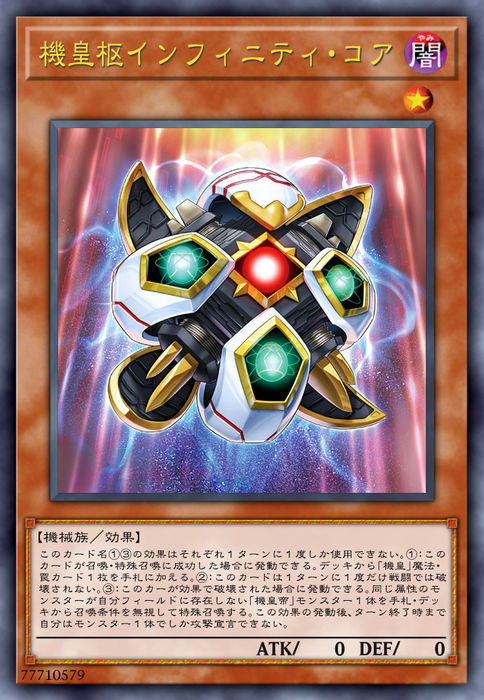 機皇枢インフィニティ・コア
やみ
闇
【機械族／効果】
このカード名①③の効果はそれぞれ１ターンに１度しか使用できない。①：この
カードが召喚・特殊召喚に成功した場合に発動できる。デッキから「機皇」魔法・
罠カード１枚を手札に加える。②：このカードは１ターンに１度だけ戦闘では破
壊されない。③：このカーが効果で破壊された場合に発動できる。同じ属性のモ
ンスターが自分フィールドに存在しない「機皇帝」モンスター１体を手札・デッ
キから召喚条件を無視して特殊召喚する。この効果の発動後、ターン終了時まで
自分はモンスター１体でしか攻撃宣言できない。
ATK/ 0 DEF/ 0
77710579